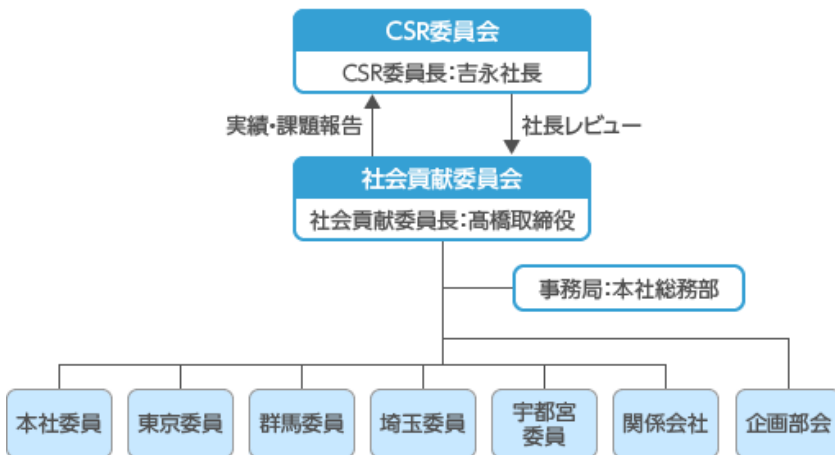 CSR委員会
CSR委員長:吉永社長
実績・課題報告
社長レビュー
社会貢献委員会
社会貢献委員長:髙橋取締役
事務局:本社総務部
本社委員
東京委員
群馬委員
埼玉委員
宇都宮
委員
関係会社
企画部会